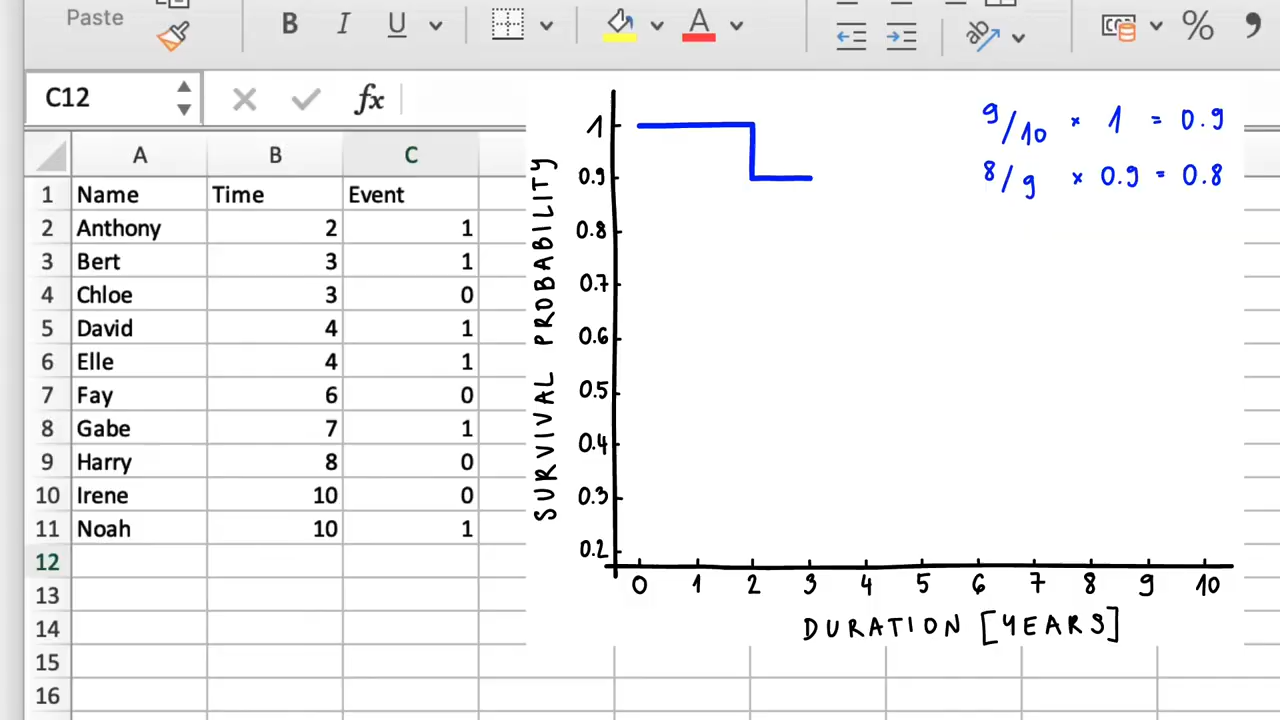 Paste
B I U A %
C12 fx
A B C
1 Name Time Event
2 Anthony 2 1
3 Bert 3 1
4 Chloe 3 0
5 David 4 1
6 Elle 4 1
7 Fay 6 0
8 Gabe 7 1
9 Harry 8 0
10 Irene 10 0
11 Noah 10 1
12
13
14
15
16
SURVIVAL PROBABILITY
1
0.9
0.8
0.7
0.6
0.5
0.4
0.3
0.2
0 1 2 3 4 5 6 7 8 9 10
DURATION [YEARS]
9/10 × 1 = 0.9
8/9 × 0.9 = 0.8